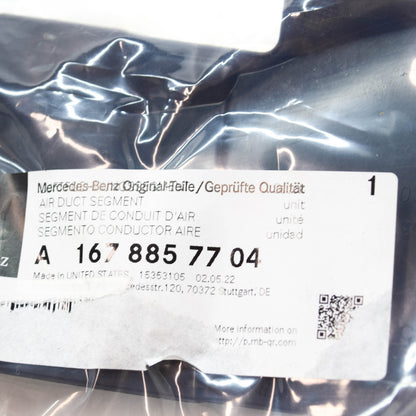 Mercedes-Benz Original-Teile/Geprüfte Qualität
1
AIR DUCT SEGMENT unit
SEGMENT DE CONDUIT D'AIR unité
SEGMENTO CONDUCTOR AIRE unidad
A 167 885 77 04
z
Made in UNITED STATES 15353105 02.05.22
desstr.120, 70372 Stuttgart, DE
More information on
http://p.mb-qr.com/